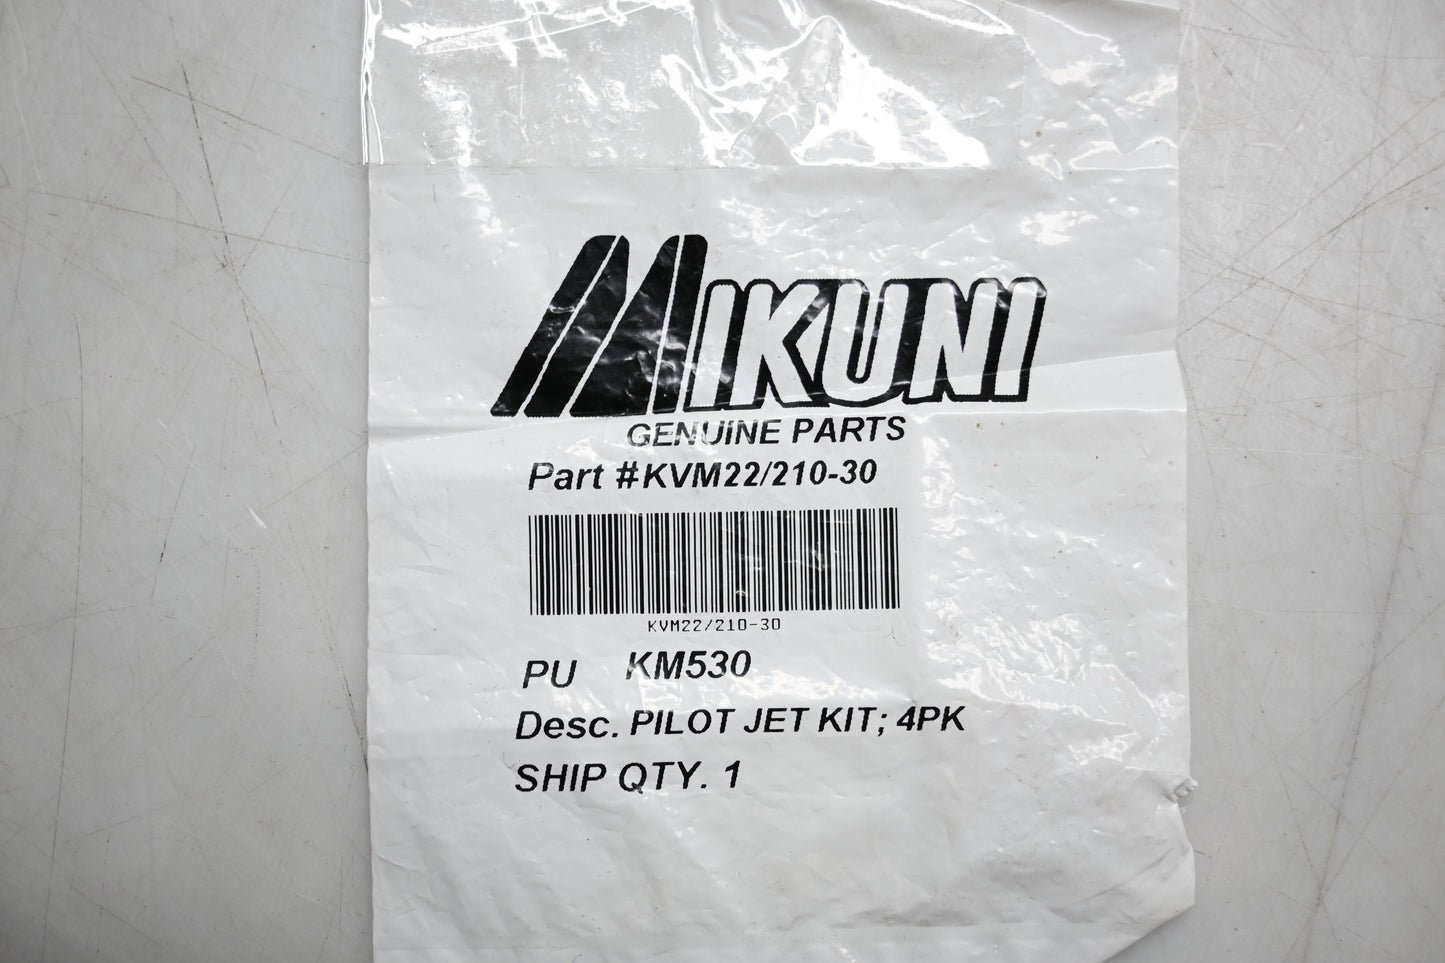 MIKUNI
GENUINE PARTS
Part #KVM22/210-30
KVM22/210-30
PU KM530
Desc. PILOT JET KIT; 4PK
SHIP QTY. 1